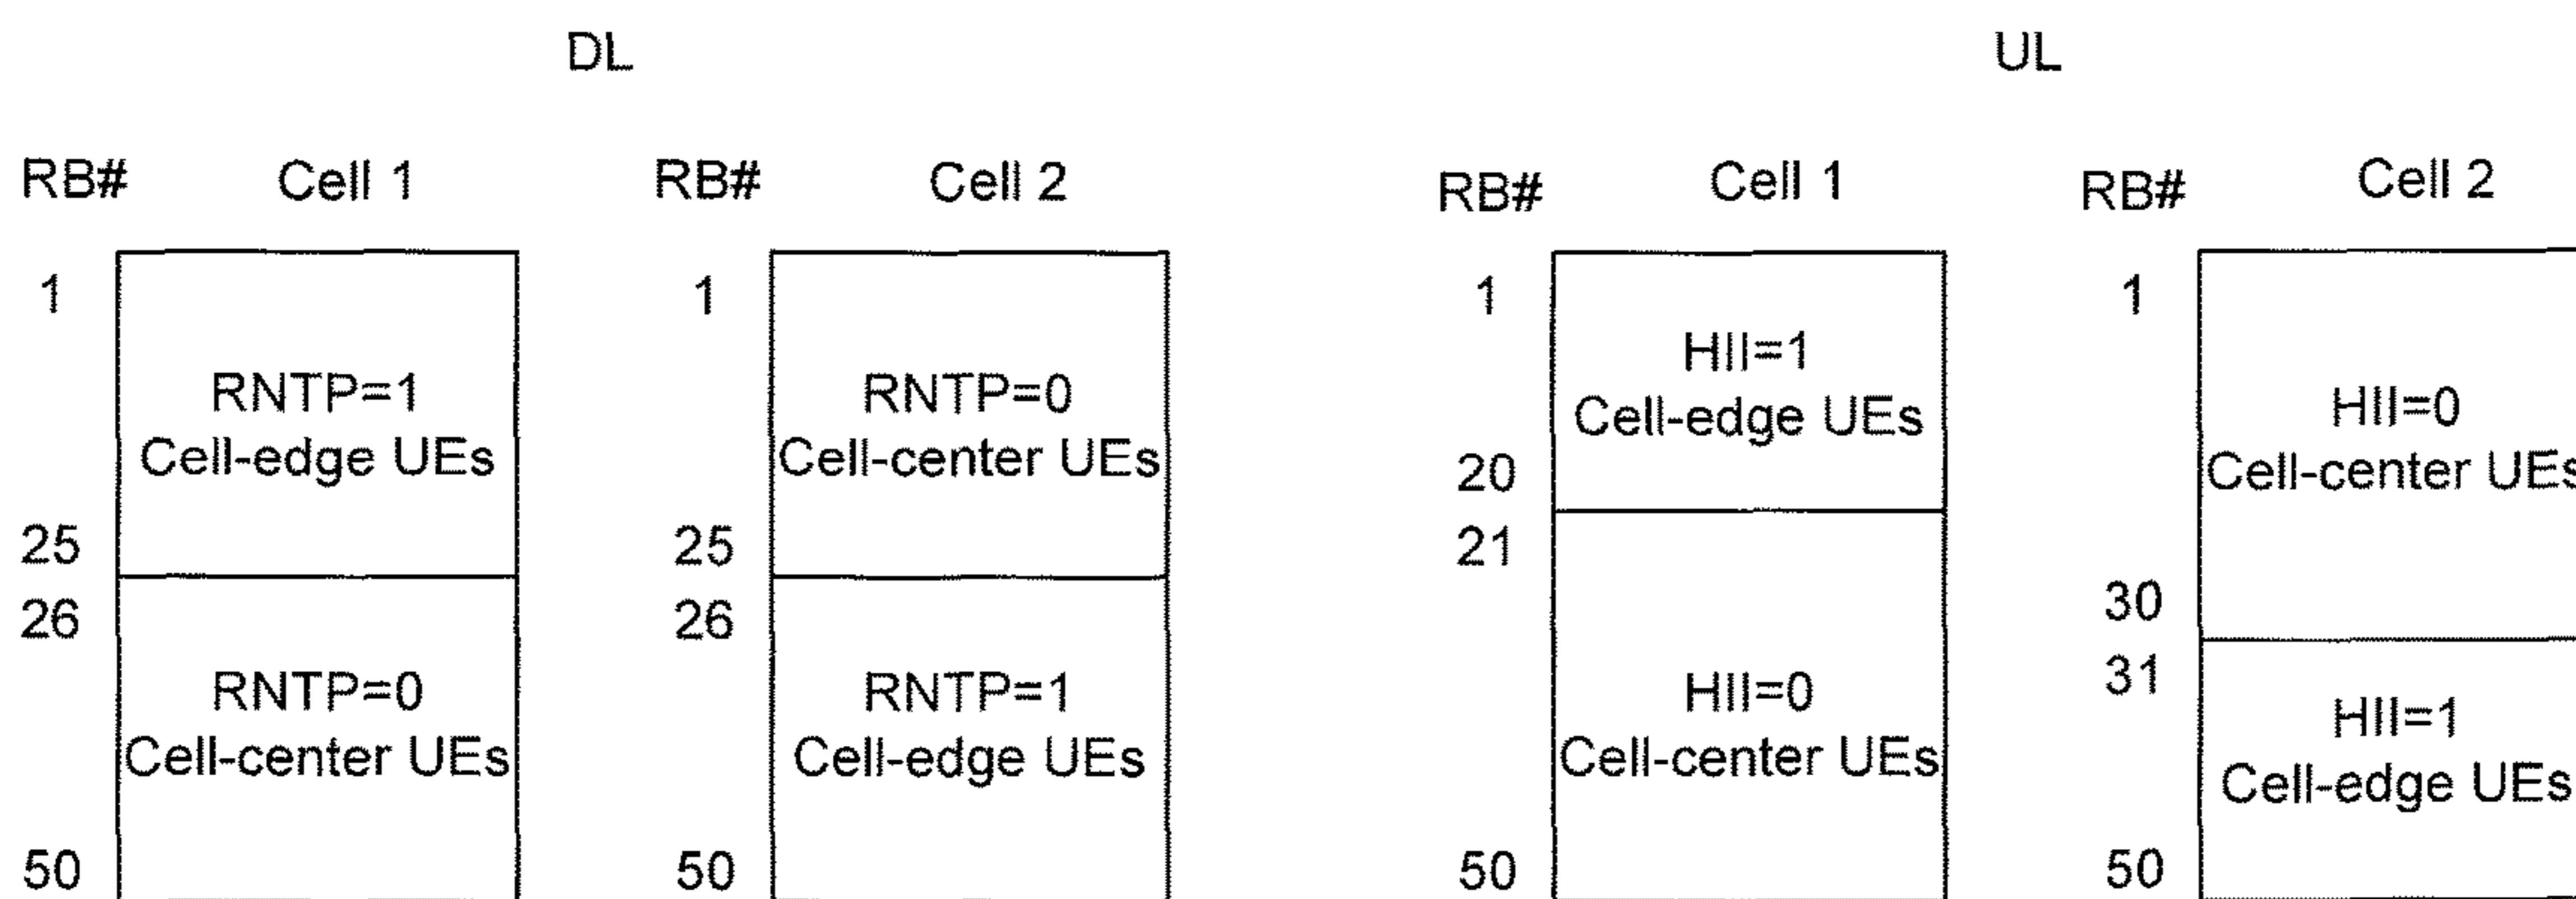 DL
UL
RB# Cell 1 RB# Cell 2
RB# Cell 1 RB# Cell 2
1
RNTP=1
Cell-edge UEs
25
26
RNTP=0
Cell-center UEs
50
1
RNTP=0
Cell-center UEs
25
26
RNTP=1
Cell-edge UEs
50
1
HII=1
Cell-edge UEs
20
21
HII=0
Cell-center UEs
50
1
HII=0
Cell-center UEs
30
31
HII=1
Cell-edge UEs
50